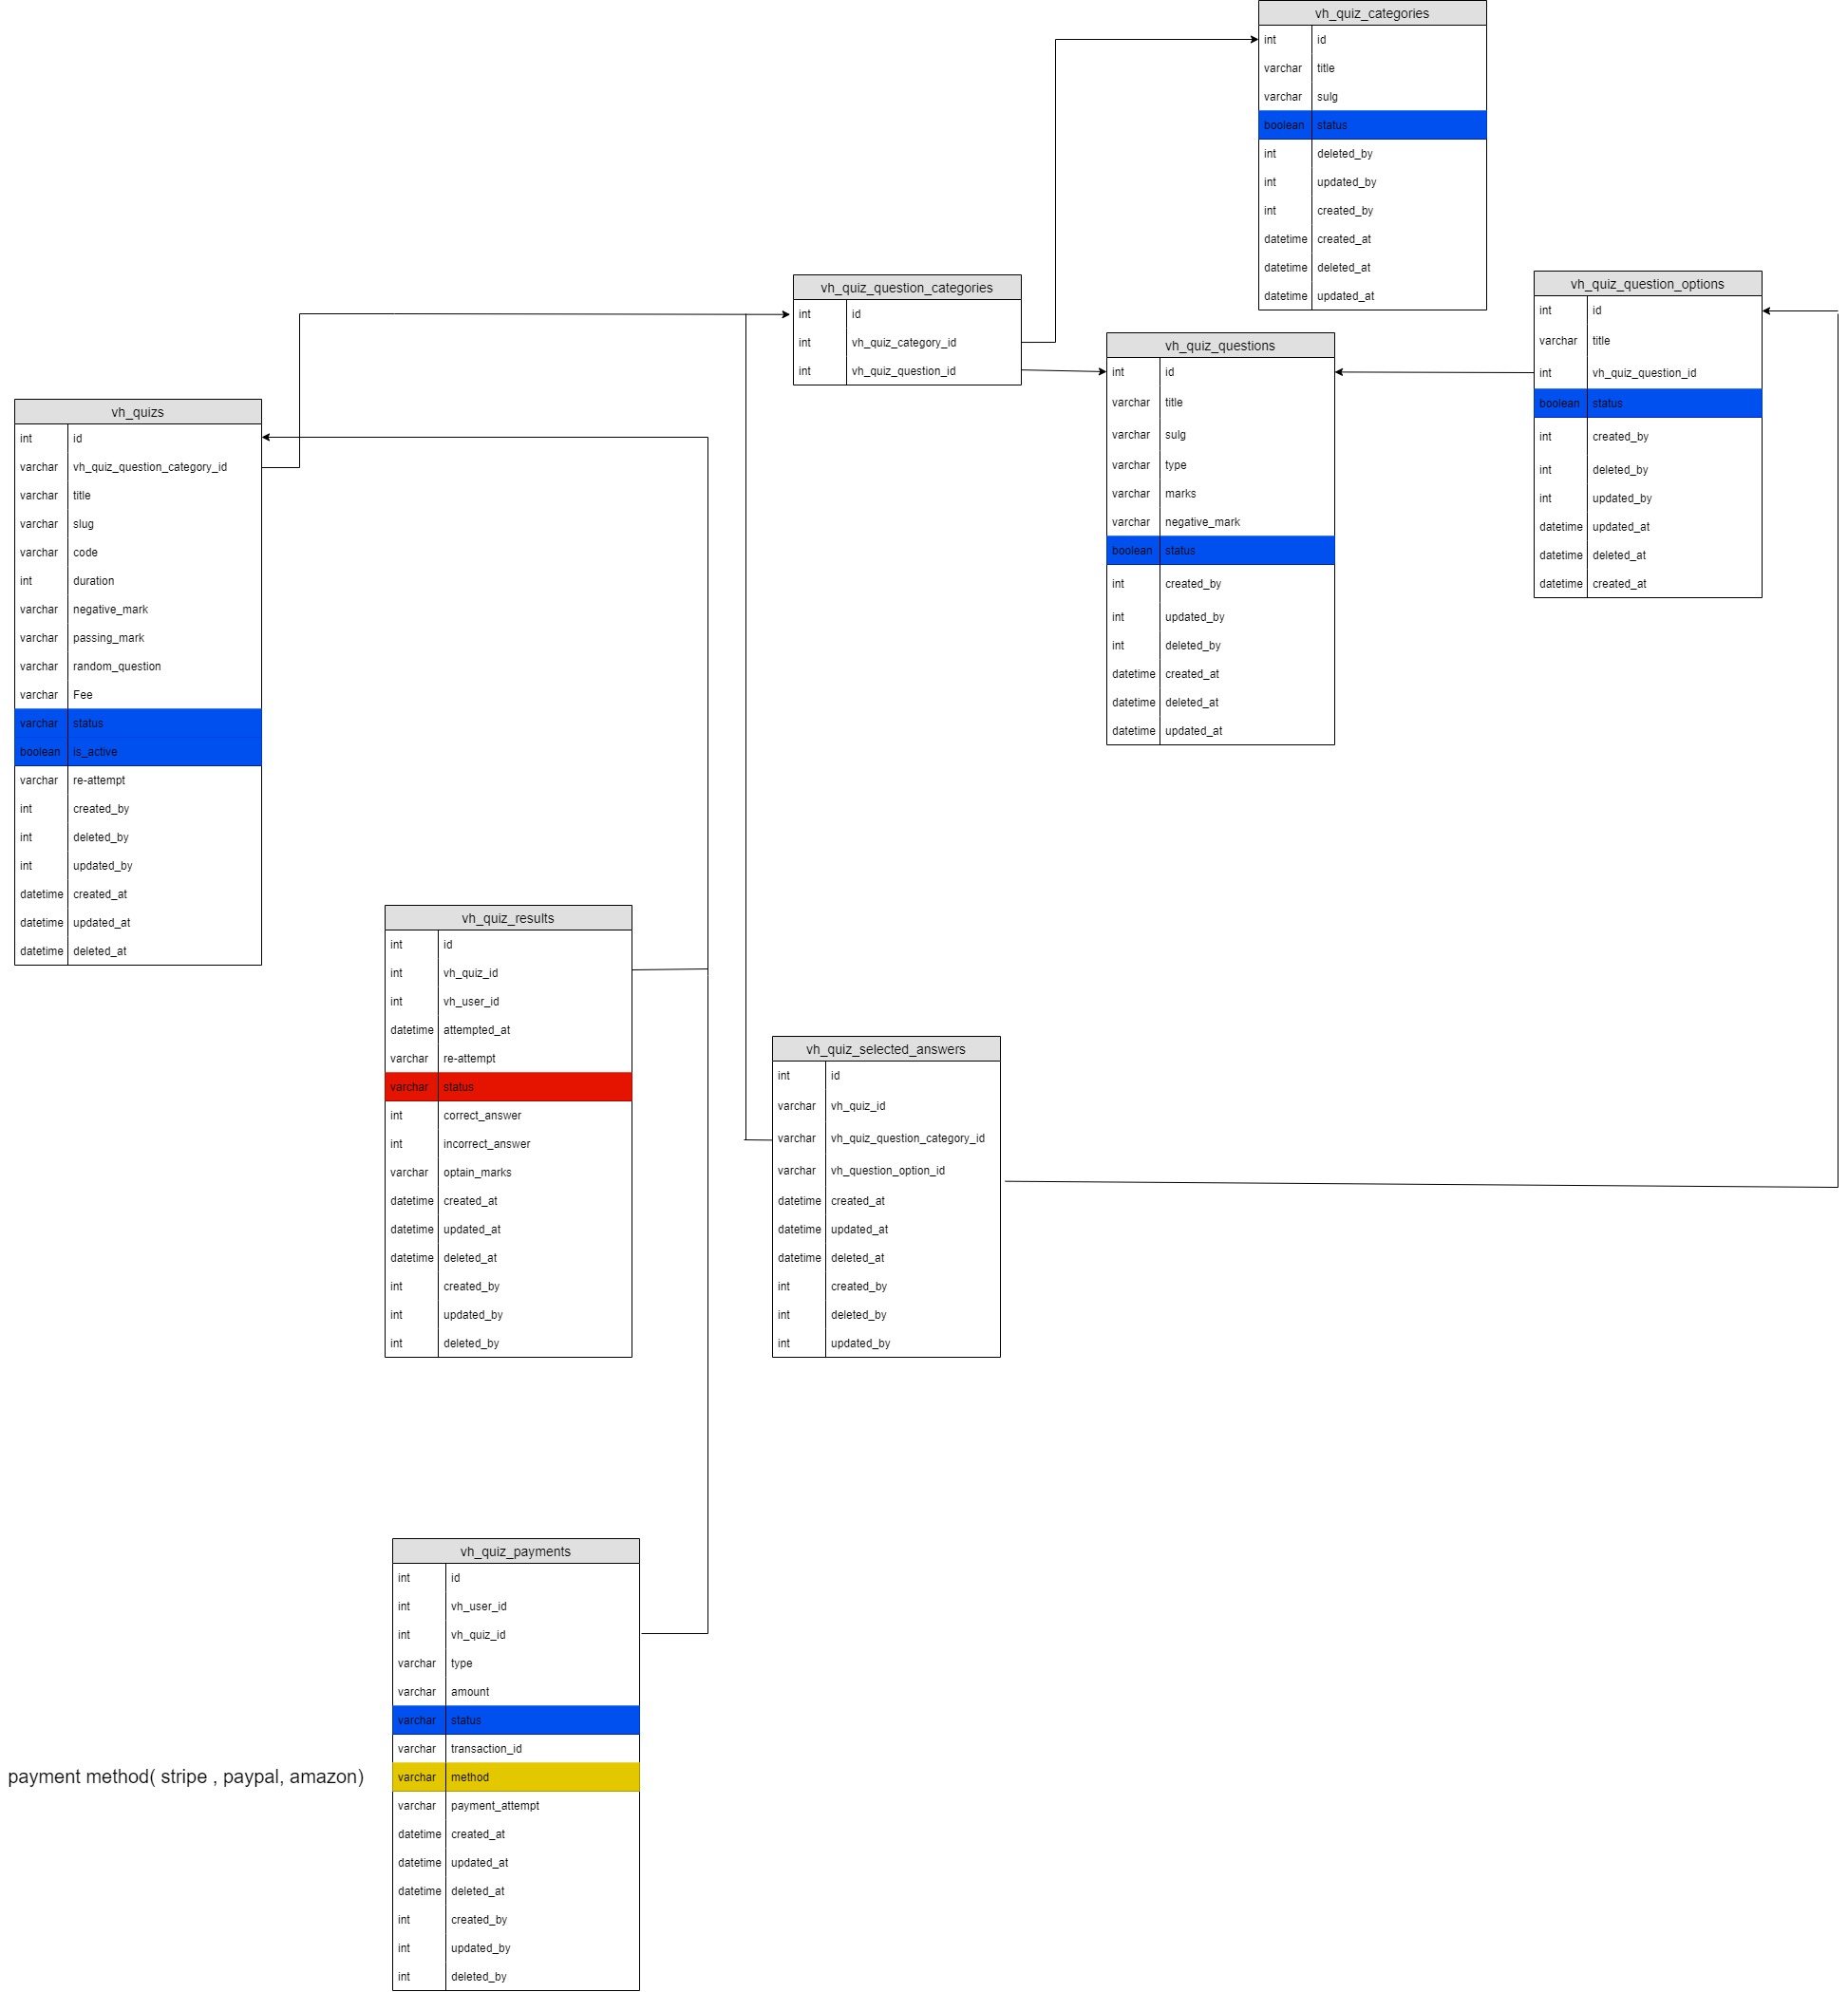 vh_quiz_categories
int id
varchar title
varchar sulg
boolean status
int deleted_by
int updated_by
int created_by
datetime created_at
datetime deleted_at
datetime updated_at
vh_quiz_question_categories
int id
int vh_quiz_category_id
int vh_quiz_question_id
vh_quiz_question_options
int id
varchar title
int vh_quiz_question_id
boolean status
int created_by
int deleted_by
int updated_by
datetime updated_at
datetime deleted_at
datetime created_at
vh_quiz_questions
int id
varchar title
varchar sulg
varchar type
varchar marks
varchar negative_mark
boolean status
int created_by
int updated_by
int deleted_by
datetime created_at
datetime deleted_at
datetime updated_at
vh_quizs
int id
varchar vh_quiz_question_category_id
varchar title
varchar slug
varchar code
int duration
varchar negative_mark
varchar passing_mark
varchar random_question
varchar Fee
varchar status
boolean is_active
varchar re-attempt
int created_by
int deleted_by
int updated_by
datetime created_at
datetime updated_at
datetime deleted_at
vh_quiz_results
int id
int vh_quiz_id
int vh_user_id
datetime attempted_at
varchar re-attempt
varchar status
int correct_answer
int incorrect_answer
varchar optain_marks
datetime created_at
datetime updated_at
datetime deleted_at
int created_by
int updated_by
int deleted_by
vh_quiz_selected_answers
int id
varchar vh_quiz_id
varchar vh_quiz_question_category_id
varchar vh_question_option_id
datetime created_at
datetime updated_at
datetime deleted_at
int created_by
int deleted_by
int updated_by
vh_quiz_payments
int id
int vh_user_id
int vh_quiz_id
varchar type
varchar amount
varchar status
varchar transaction_id
varchar method
varchar payment_attempt
datetime created_at
datetime updated_at
datetime deleted_at
int created_by
int updated_by
int deleted_by
payment method( stripe , paypal, amazon)